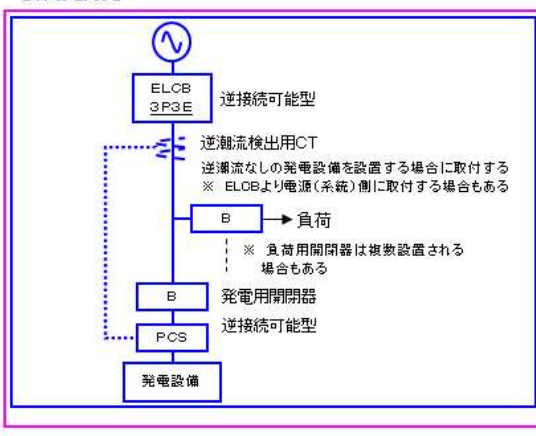 ELCB
3P3E
逆接続可能型
逆潮流検出用CT
逆潮流なしの発電設備を設置する場合に取付する
※ ELCBより電源(系統)側に取付する場合もある
B
負荷
※ 負荷用開閉器は複数設置される
場合もある
B
発電用開閉器
逆接続可能型
PCS
発電設備